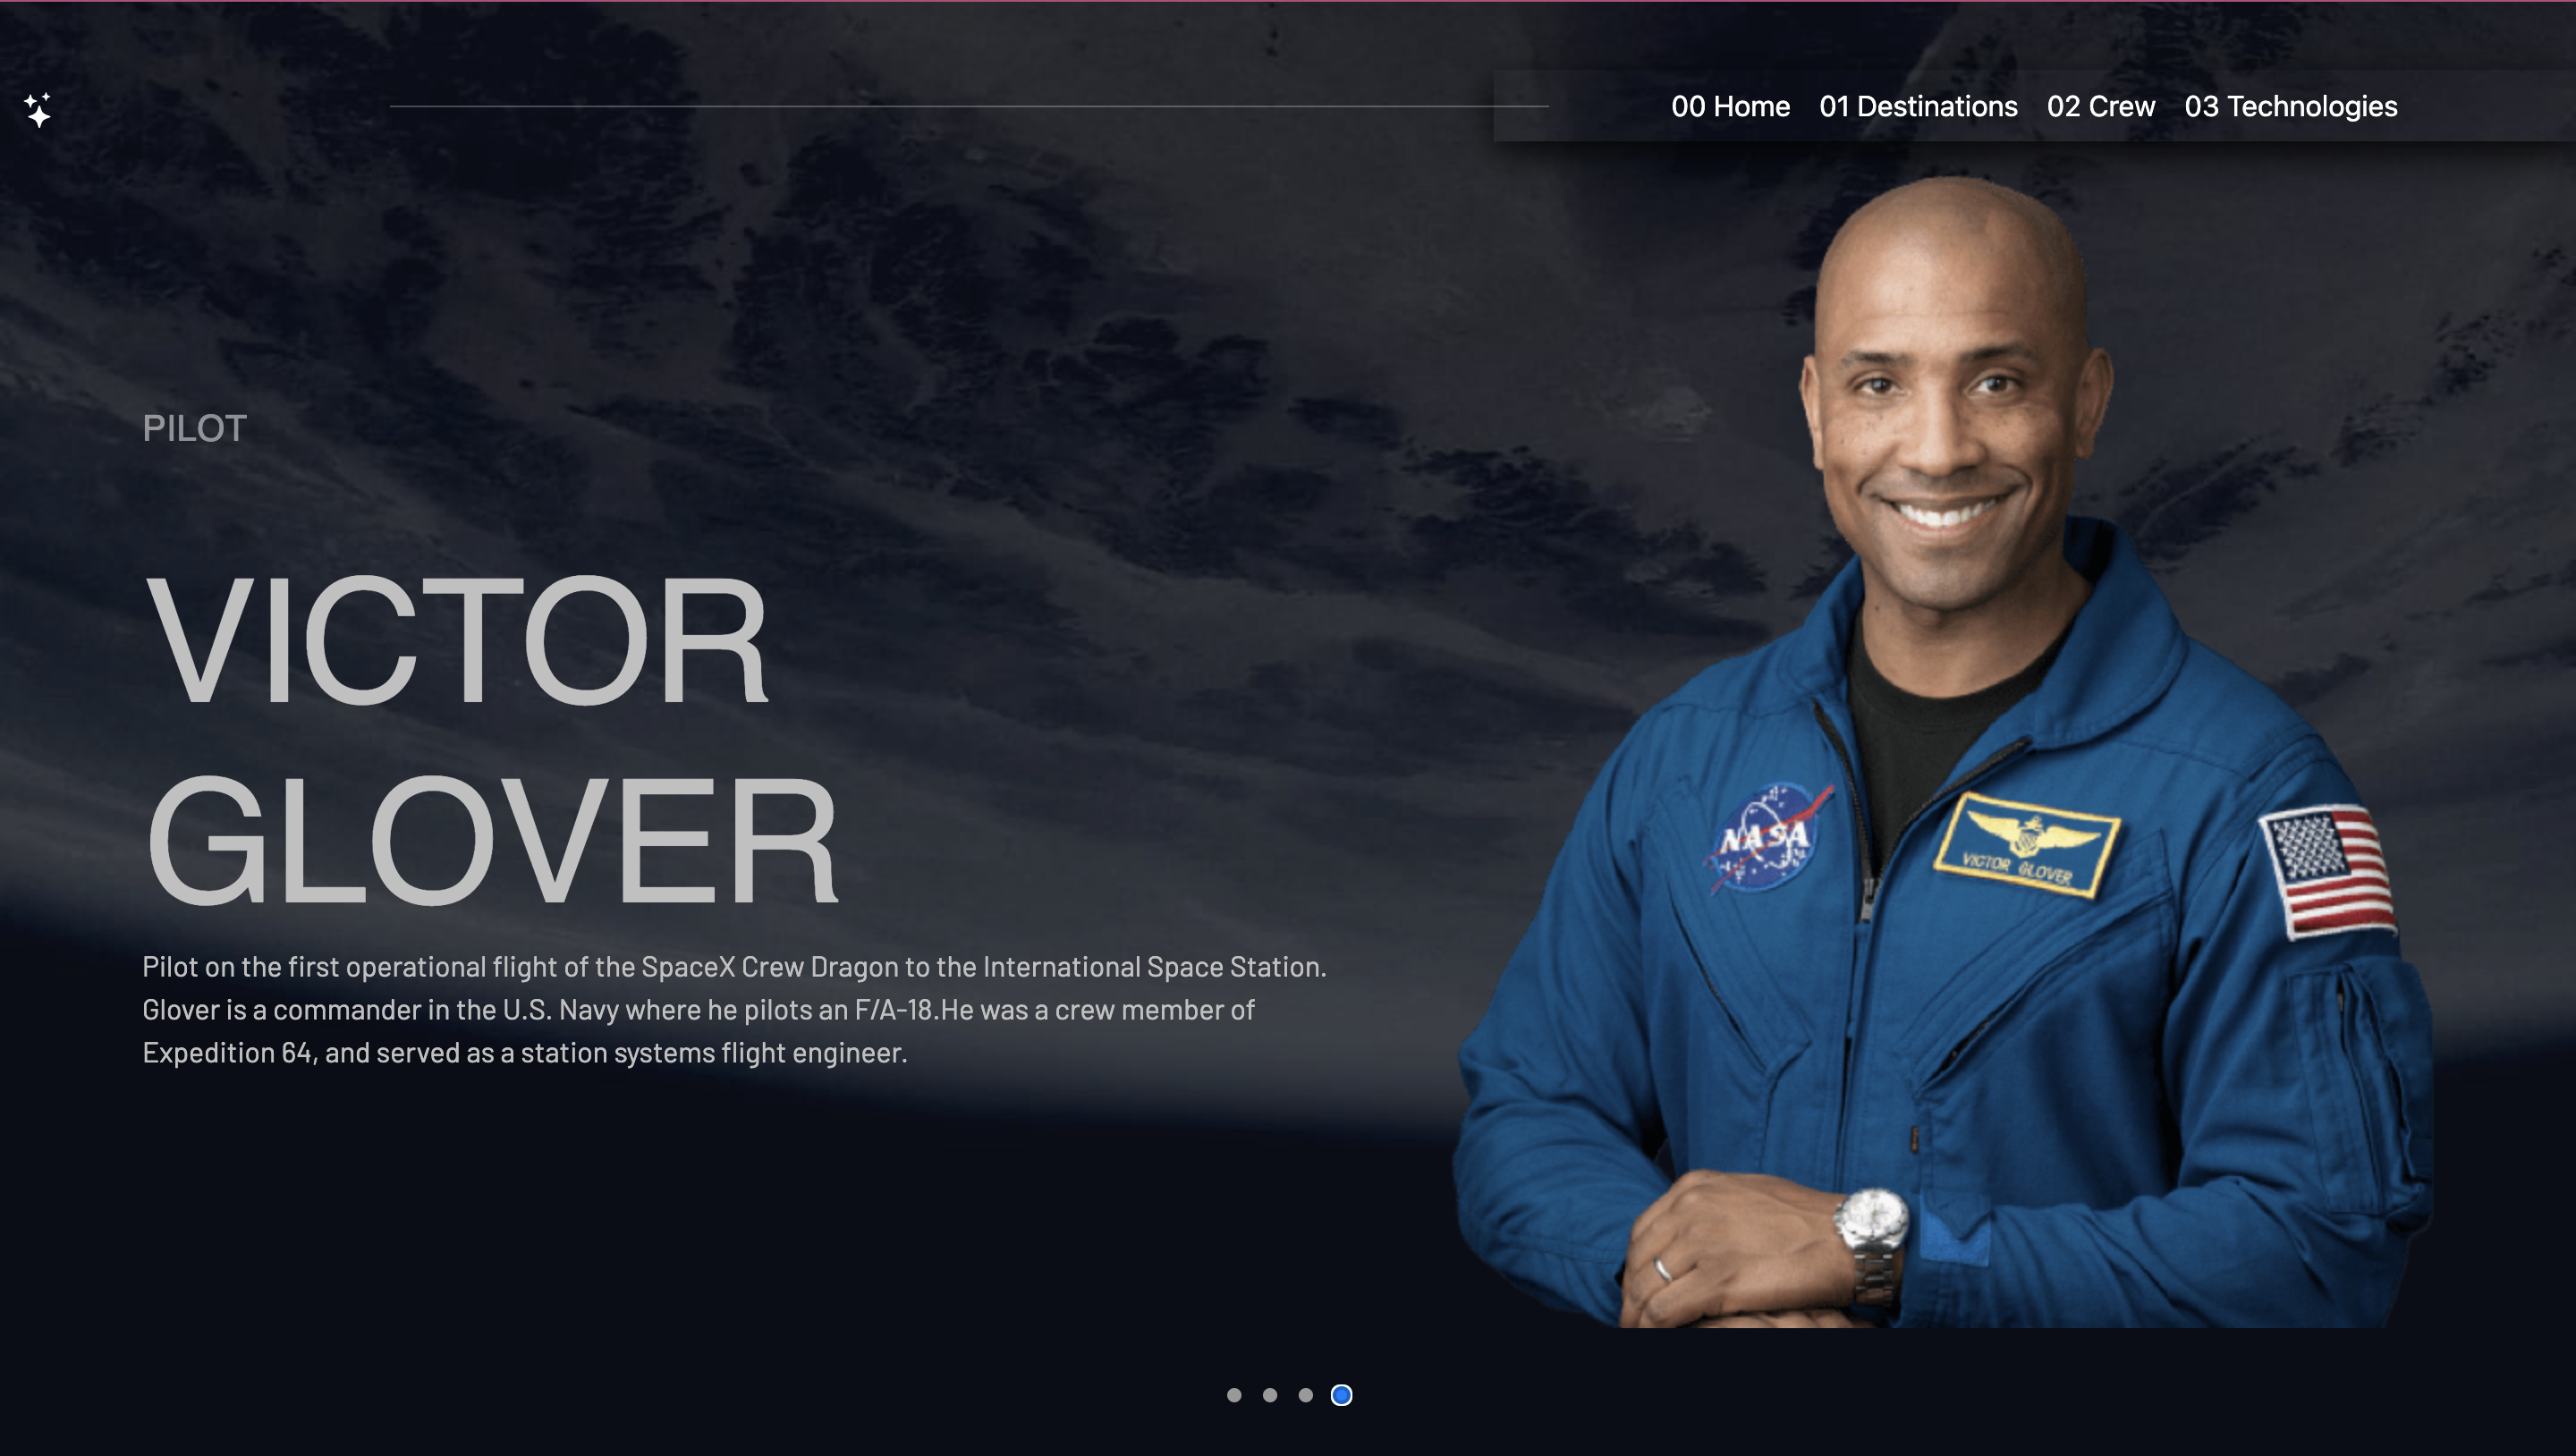 00 Home 01 Destinations 02 Crew 03 Technologies
PILOT
VICTOR
GLOVER
Pilot on the first operational flight of the SpaceX Crew Dragon to the International Space Station.
Glover is a commander in the U.S. Navy where he pilots an F/A-18.He was a crew member of
Expedition 64, and served as a station systems flight engineer.
NASA
VICTOR GLOVER